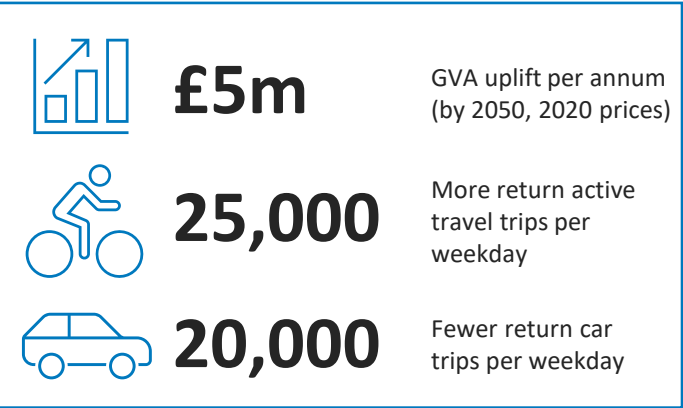 £5m
GVA uplift per annum
(by 2050, 2020 prices)
25,000
More return active
travel trips per
weekday
20,000
Fewer return car
trips per weekday